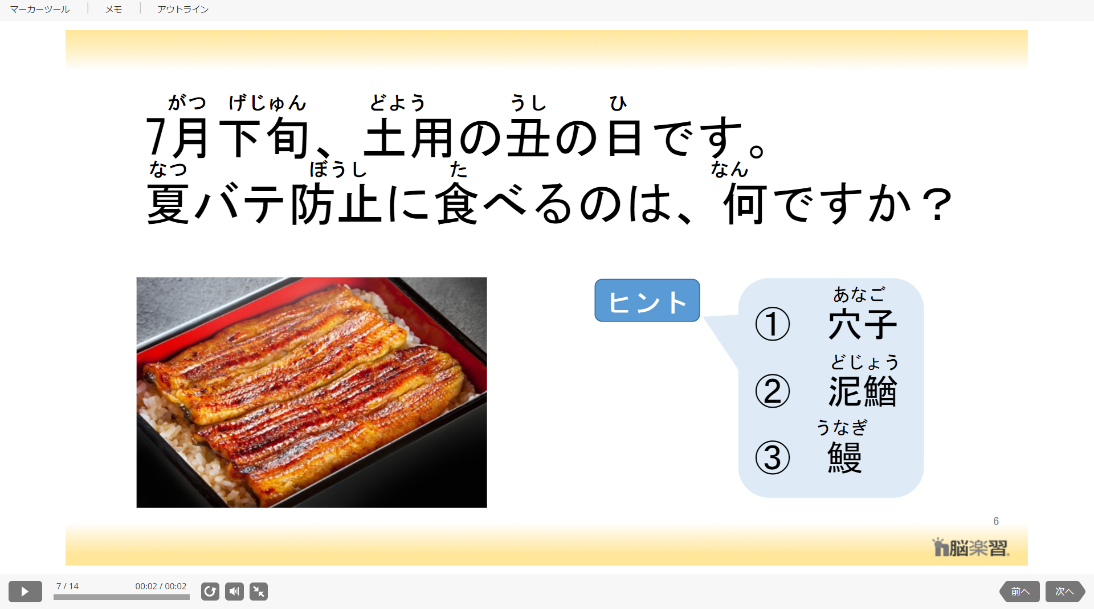 マーカーツール メモ アウトライン
がつ げじゅん どよう うし ひ
7月下旬、土用の丑の日です。
なつ ぼうし た なん
夏バテ防止に食べるのは、何ですか？
ヒント
あなご
① 穴子
どじょう
② 泥鰌
うなぎ
③ 鰻
6
脳楽習
7 / 14 00:02 / 00:02 前へ 次へ